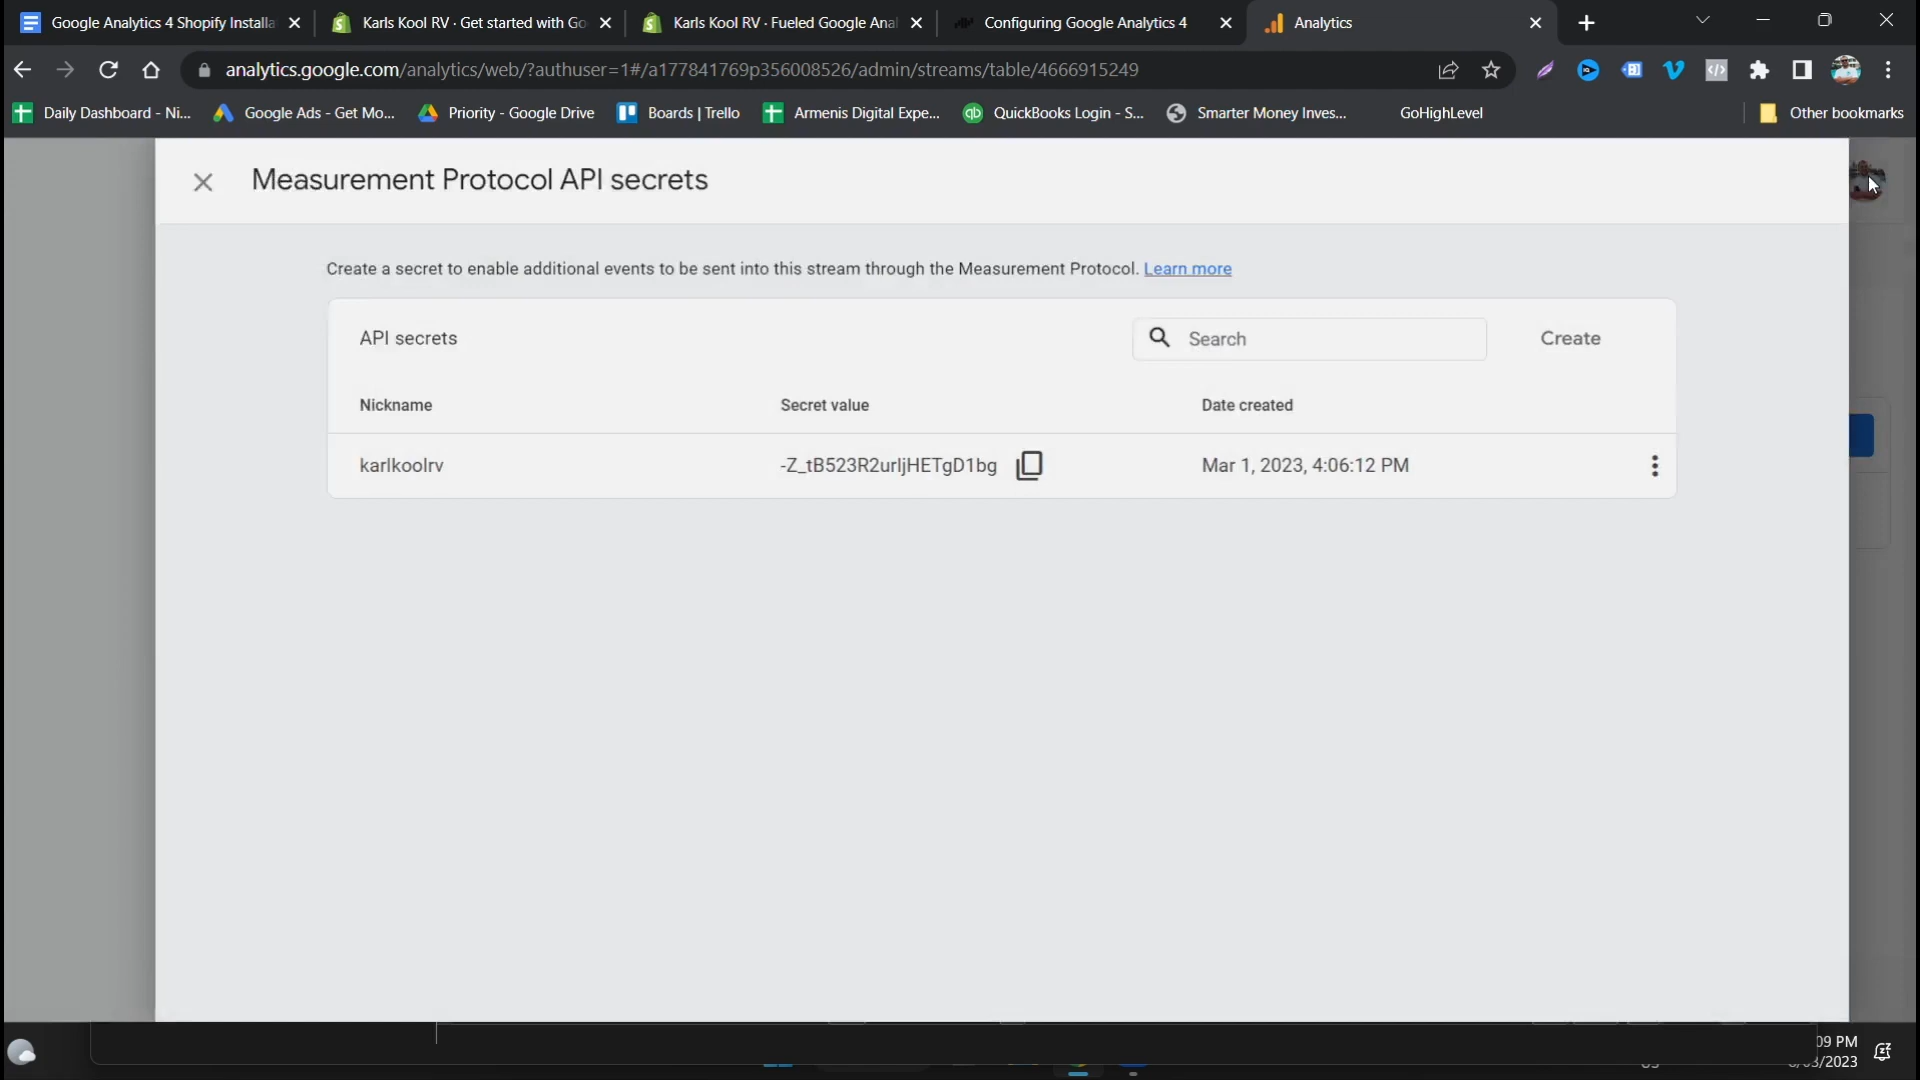 Google Analytics 4 Shopify Installa
Karls Kool RV · Get started with Go
Karls Kool RV · Fueled Google Anal
Configuring Google Analytics 4
Analytics
analytics.google.com/analytics/web/?authuser=1#/a177841769p356008526/admin/streams/table/4666915249
Daily Dashboard - Ni...
Google Ads - Get Mo...
Priority - Google Drive
Boards | Trello
Armenis Digital Expe...
QuickBooks Login - S...
Smarter Money Inves...
GoHighLevel
Other bookmarks
Measurement Protocol API secrets
Create a secret to enable additional events to be sent into this stream through the Measurement Protocol. Learn more
API secrets
Search
Create
Nickname
Secret value
Date created
karlkoolrv
-Z_tB523R2urljHETgD1bg
Mar 1, 2023, 4:06:12 PM
09 PM
/2023